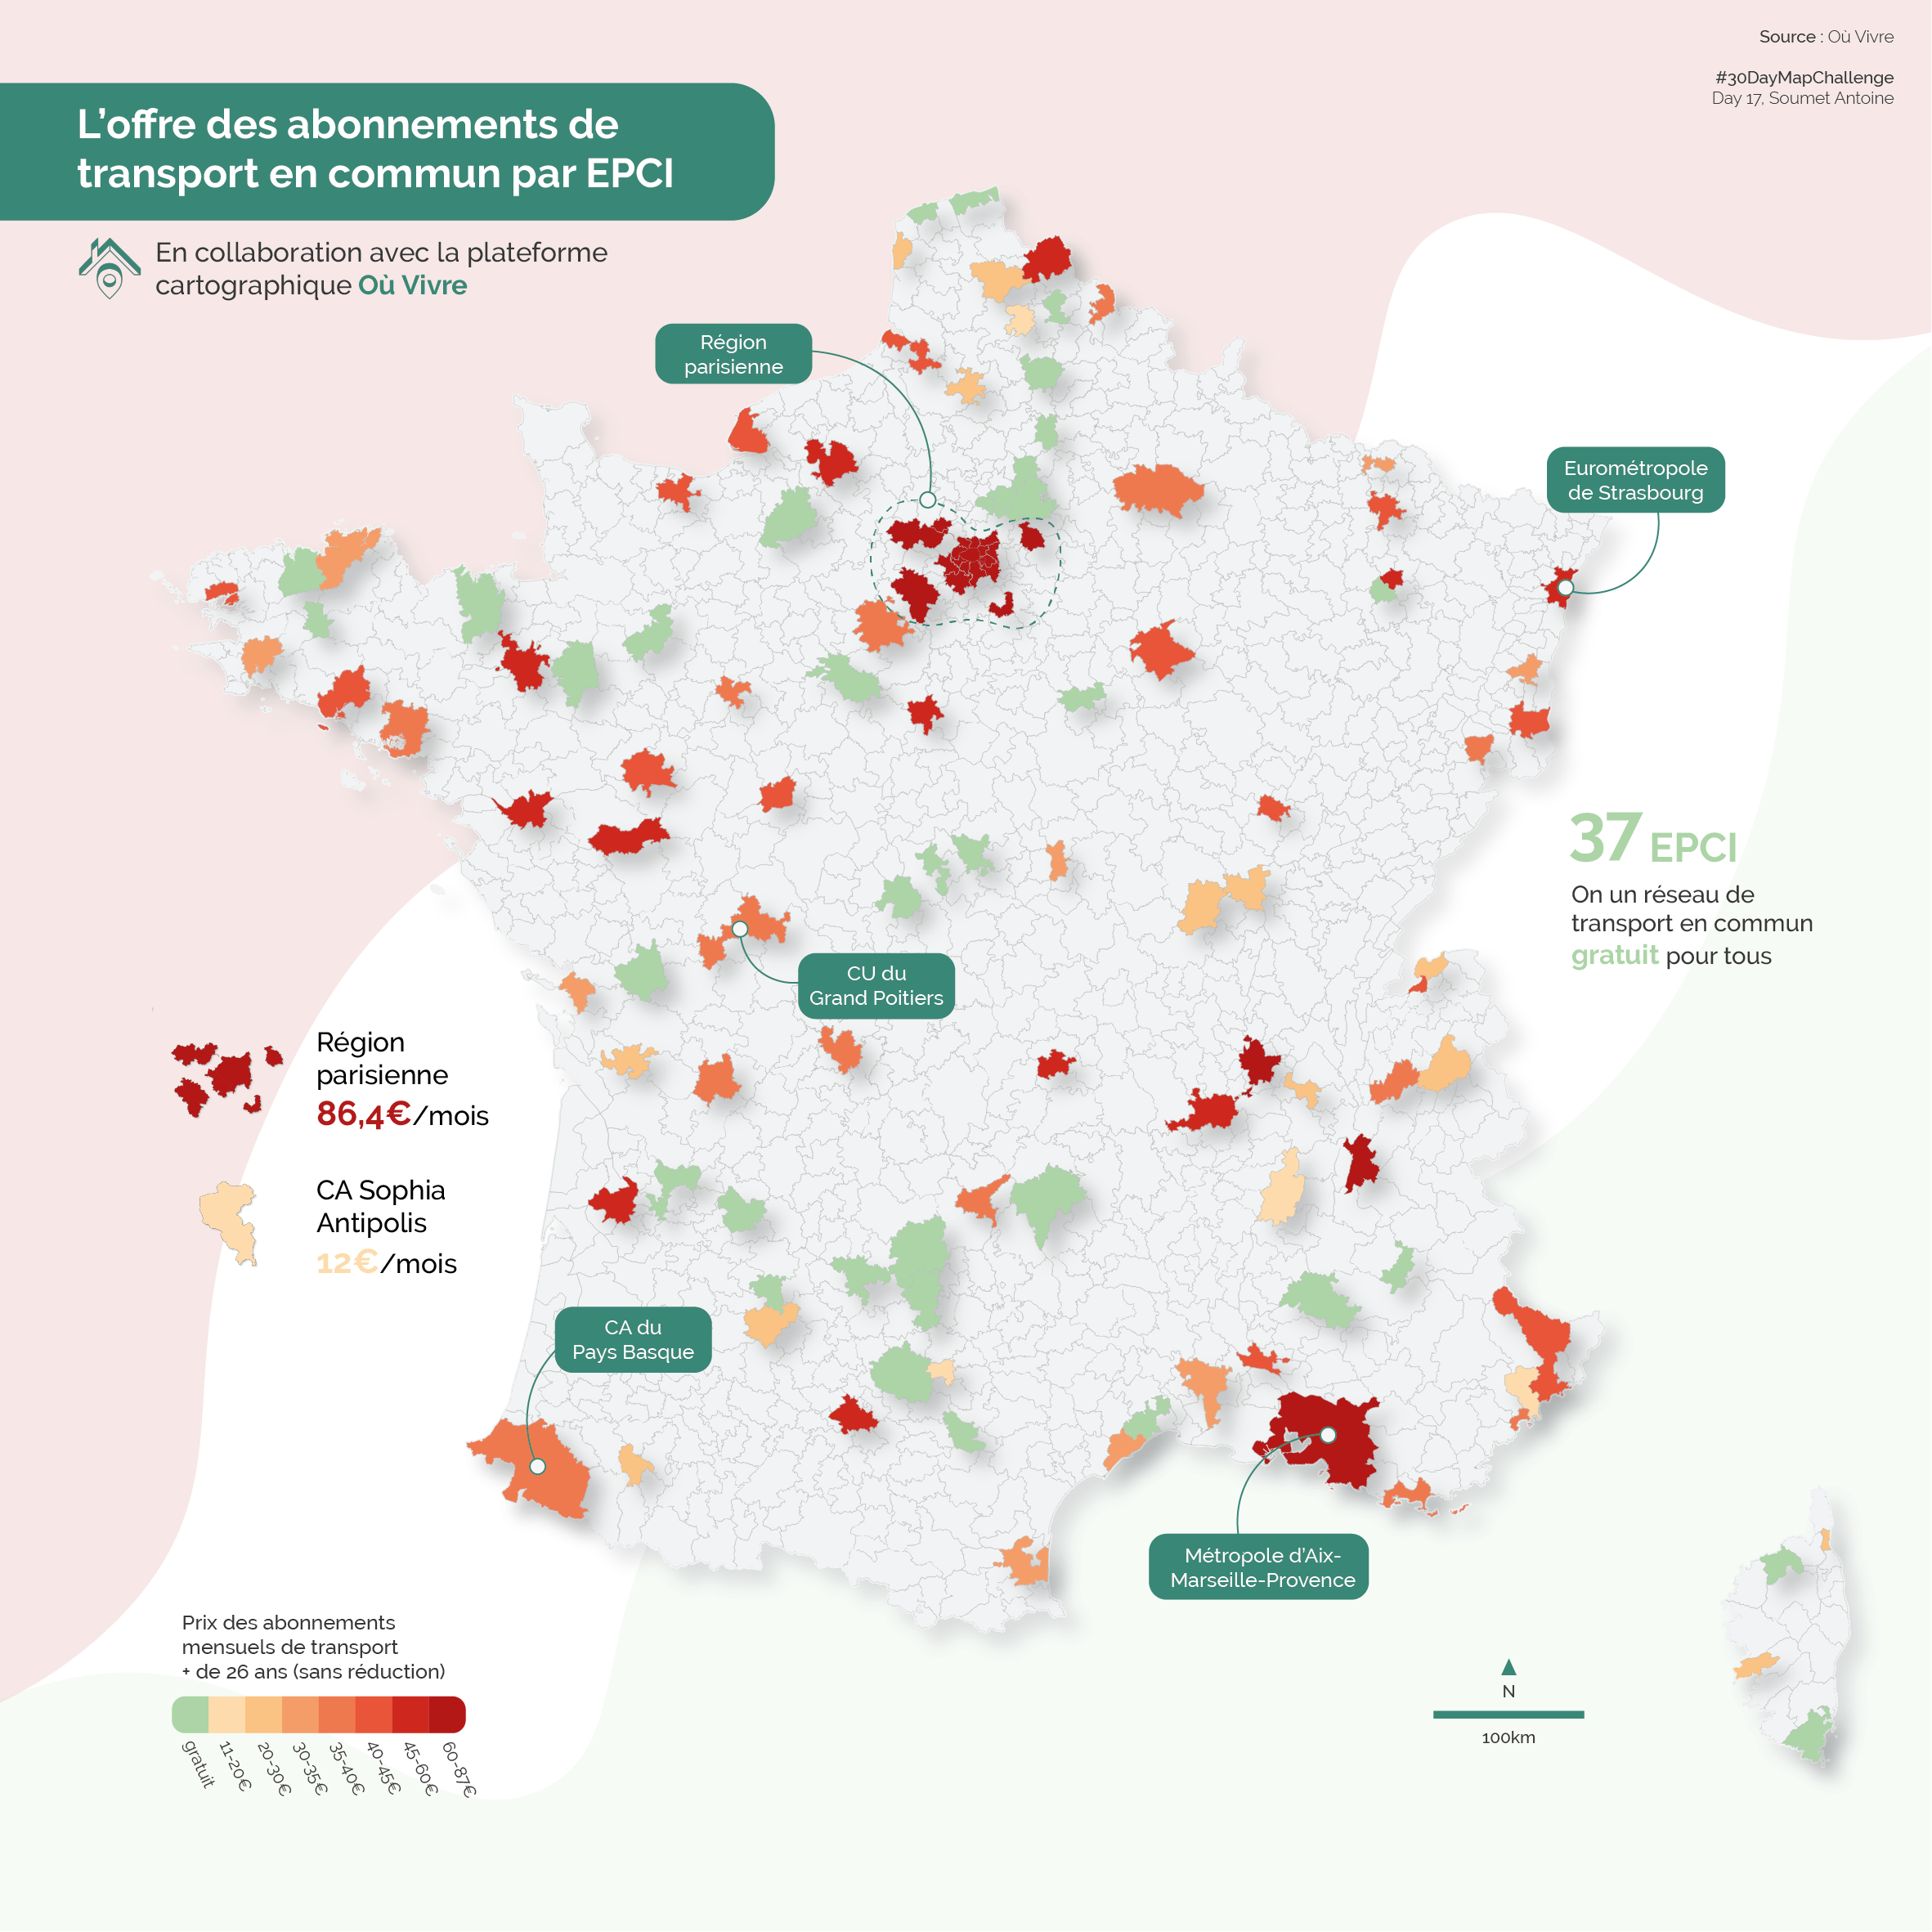 Source : Où Vivre
#30DayMapChallenge
Day 17, Soumet Antoine
L'offre des abonnements de
transport en commun par EPCI
En collaboration avec la plateforme
cartographique Où Vivre
Région
parisienne
Eurométropole
de Strasbourg
37 EPCI
On un réseau de
transport en commun
gratuit pour tous
CU du
Grand Poitiers
Région
parisienne
86,4€/mois
CA Sophia
Antipolis
12€/mois
CA du
Pays Basque
Métropole d'Aix-
Marseille-Provence
Prix des abonnements
mensuels de transport
+ de 26 ans (sans réduction)
gratuit
11-20€
20-30€
30-35€
35-40€
40-45€
45-60€
60-87€
N
100km